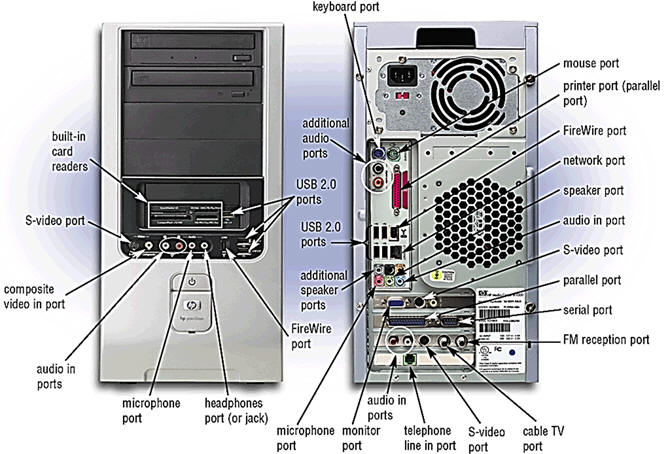 keyboard port
mouse port
printer port (parallel
port)
additional
audio
ports
FireWire port
built-in
card
readers
network port
USB 2.0
ports
speaker port
S-video port
USB 2.0
ports
audio in port
S-video port
additional
speaker
ports
composite
video in port
parallel port
serial port
hp
FireWire
port
FM reception port
audio in
ports
microphone
port
headphones
port (or jack)
audio in
ports
microphone
port
monitor
port
telephone
line in port
S-video
port
cable TV
port